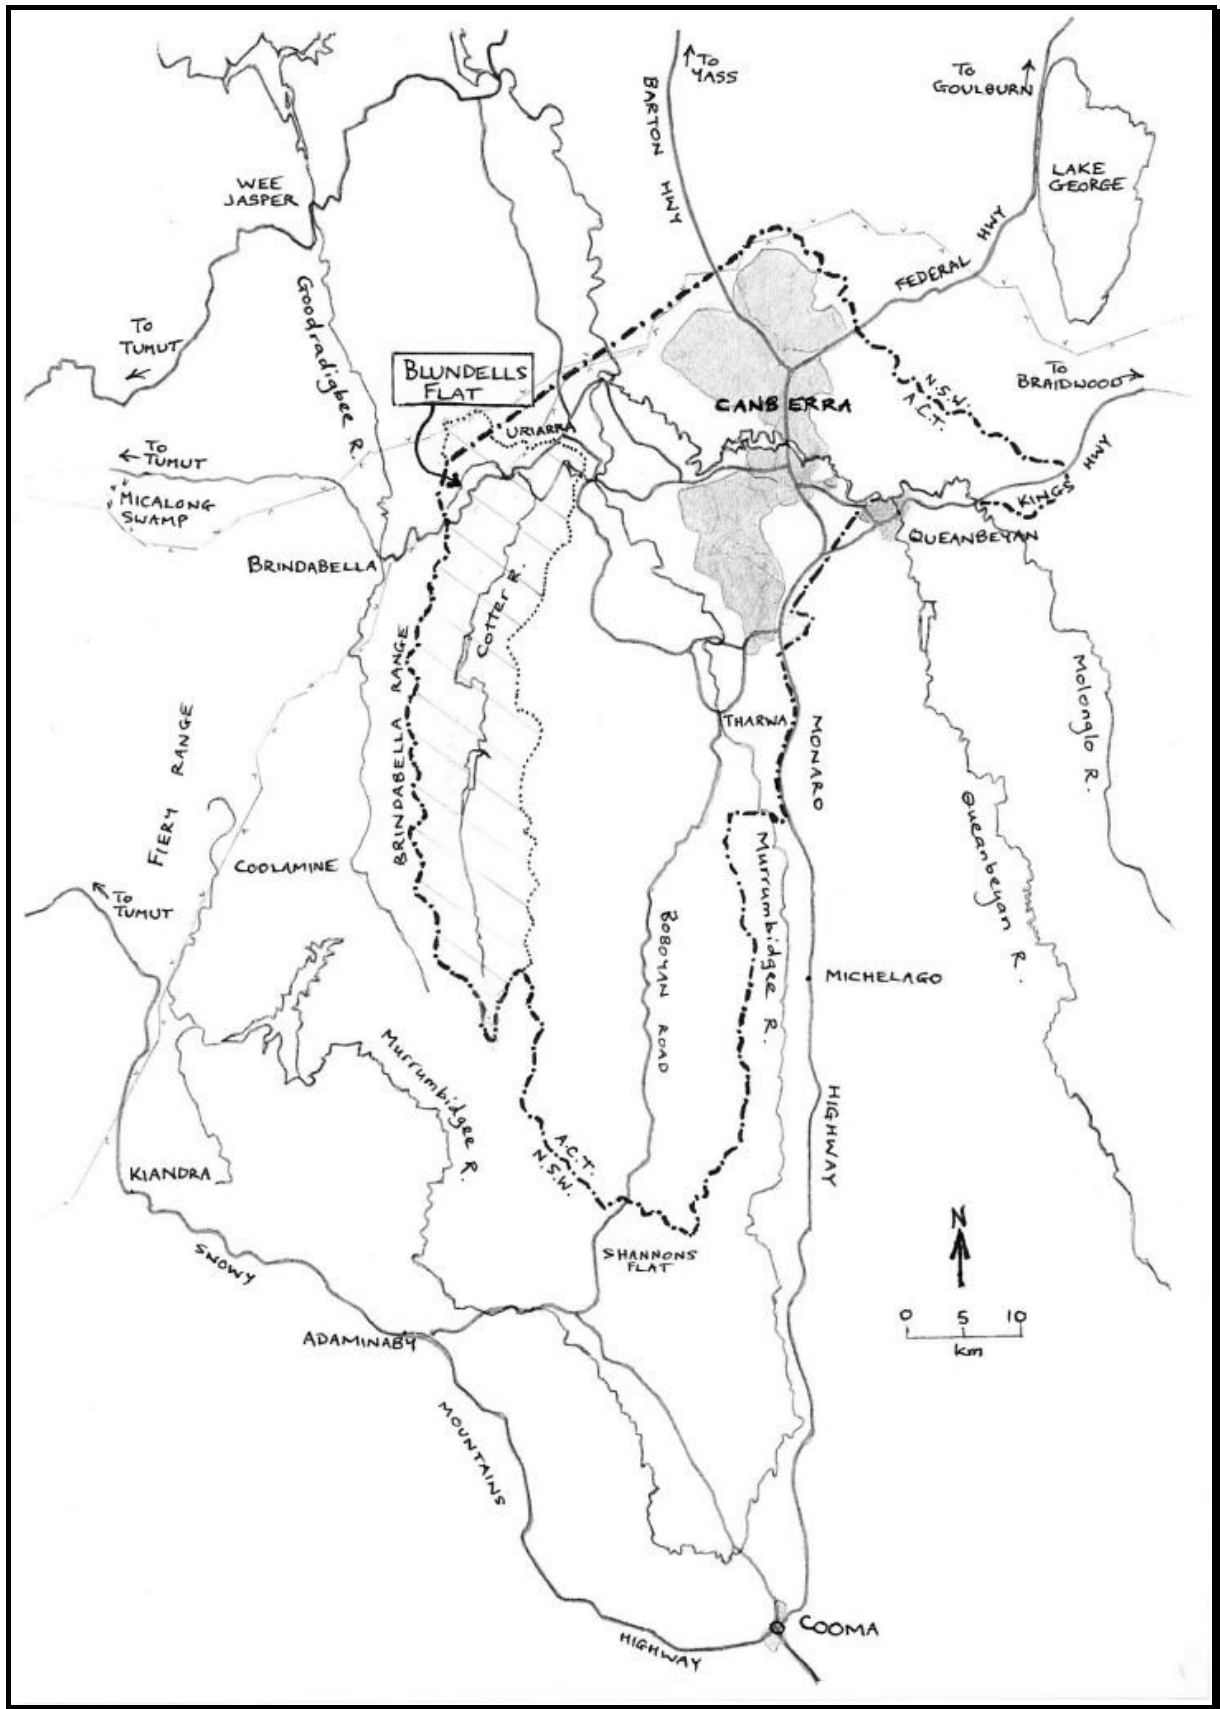 TO
YASS
TO
GOULBURN
BARTON HWY
LAKE
GEORGE
WEE
JASPER
FEDERAL HWY
Goodradigbee R.
TO
TUMUT
BLUNDELLS
FLAT
TO
BRAIDWOOD
N.S.W.
A.C.T.
CANBERRA
URIARRA
TO
TUMUT
KINGS HWY
MICALONG
SWAMP
QUEANBEYAN
BRINDABELLA
Cotter R.
BRINDABELLA RANGE
Molonglo R.
FIERY RANGE
THARWA
MONARO
Queanbeyan R.
Murrumbidgee R.
COOLAMINE
TO
TUMUT
BOBOYAN ROAD
MICHELAGO
Murrumbidgee R.
HIGHWAY
A.C.T.
N.S.W.
KIANDRA
N
SNOWY
SHANNONS
FLAT
0 5 10
km
ADAMINABY
MOUNTAINS
COOMA
HIGHWAY